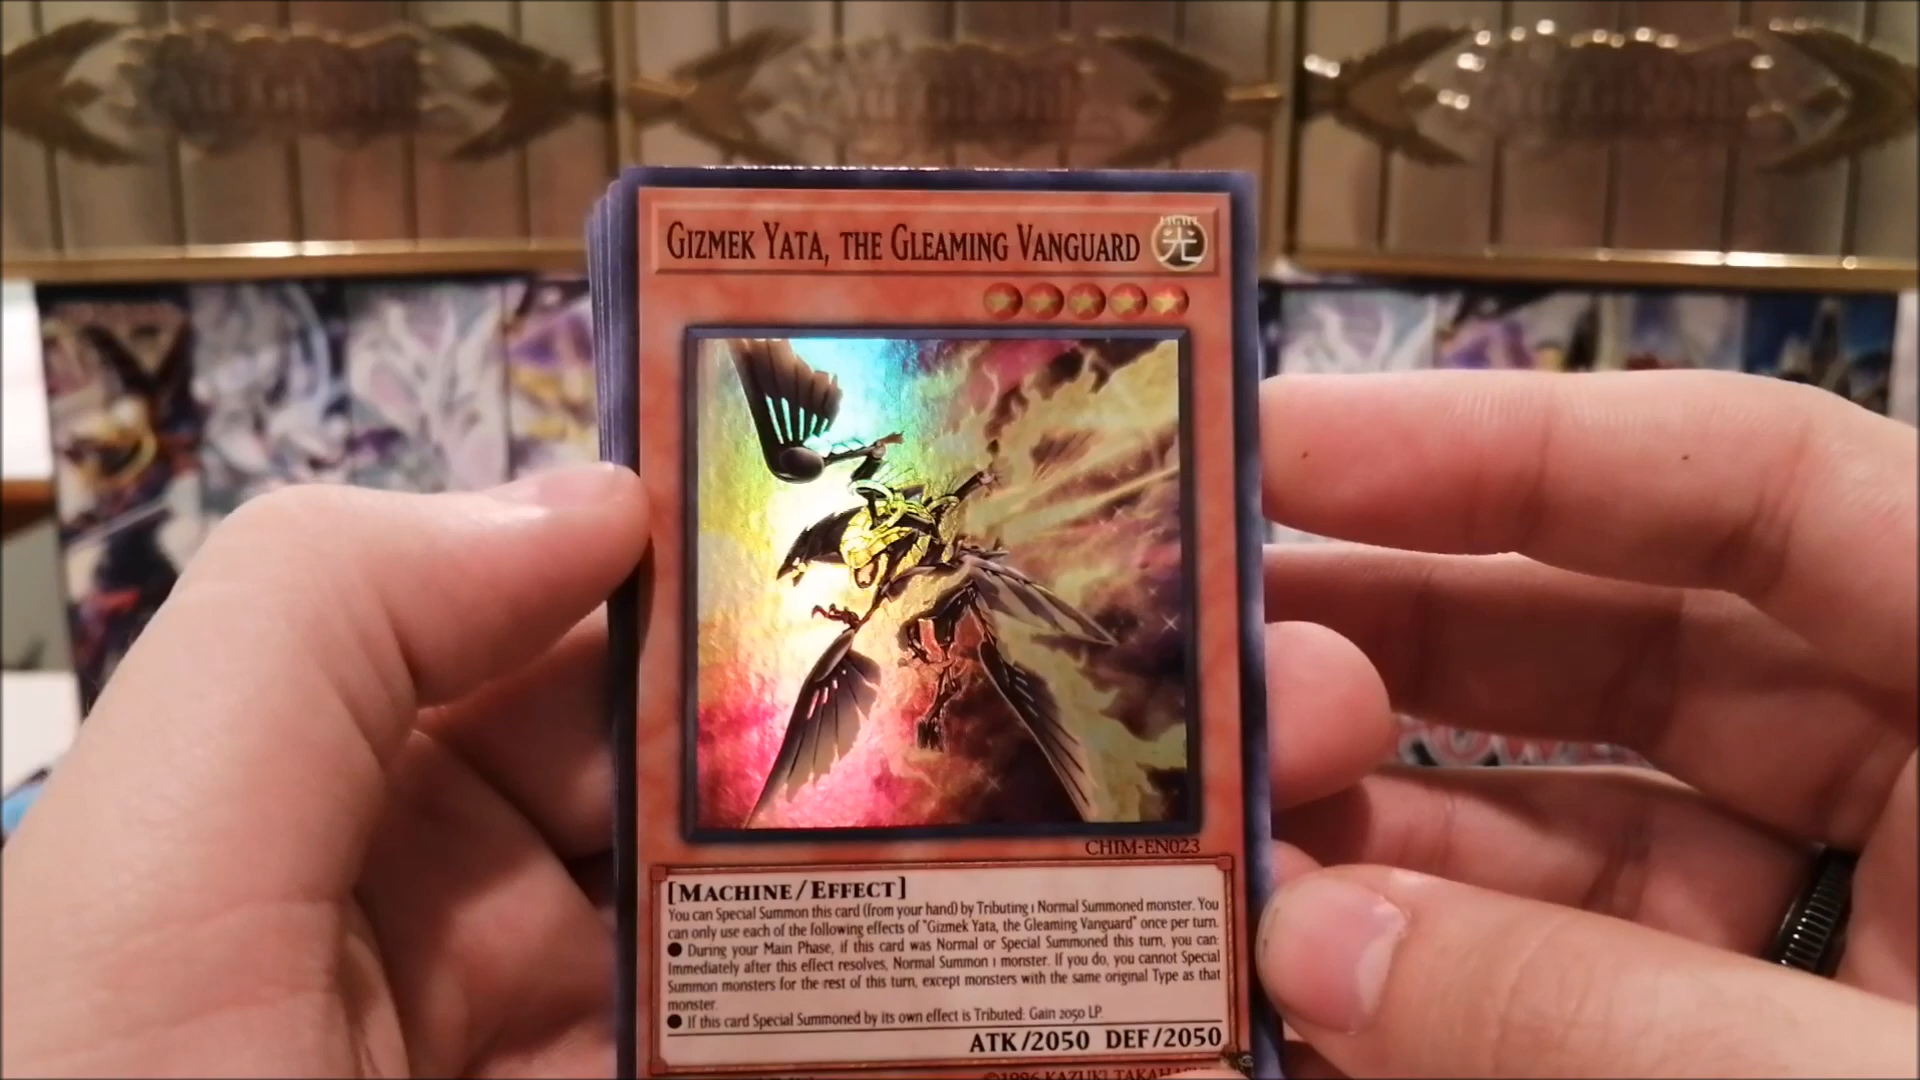 GIZMEK YATA, THE GLEAMING VANGUARD
LIGHT
光
CHIM-EN023
[MACHINE/EFFECT]
You can Special Summon this card (from your hand) by Tributing 1 Normal Summoned monster. You
can only use each of the following effects of "Gizmek Yata, the Gleaming Vanguard" once per turn.
● During your Main Phase, if this card was Normal or Special Summoned this turn, you can:
Immediately after this effect resolves, Normal Summon 1 monster. If you do, you cannot Special
Summon monsters for the rest of this turn, except monsters with the same original Type as that
monster.
● If this card Special Summoned by its own effect is Tributed: Gain 2050 LP.
ATK/2050 DEF/2050
©1996 KAZUKI TAKAHASHI